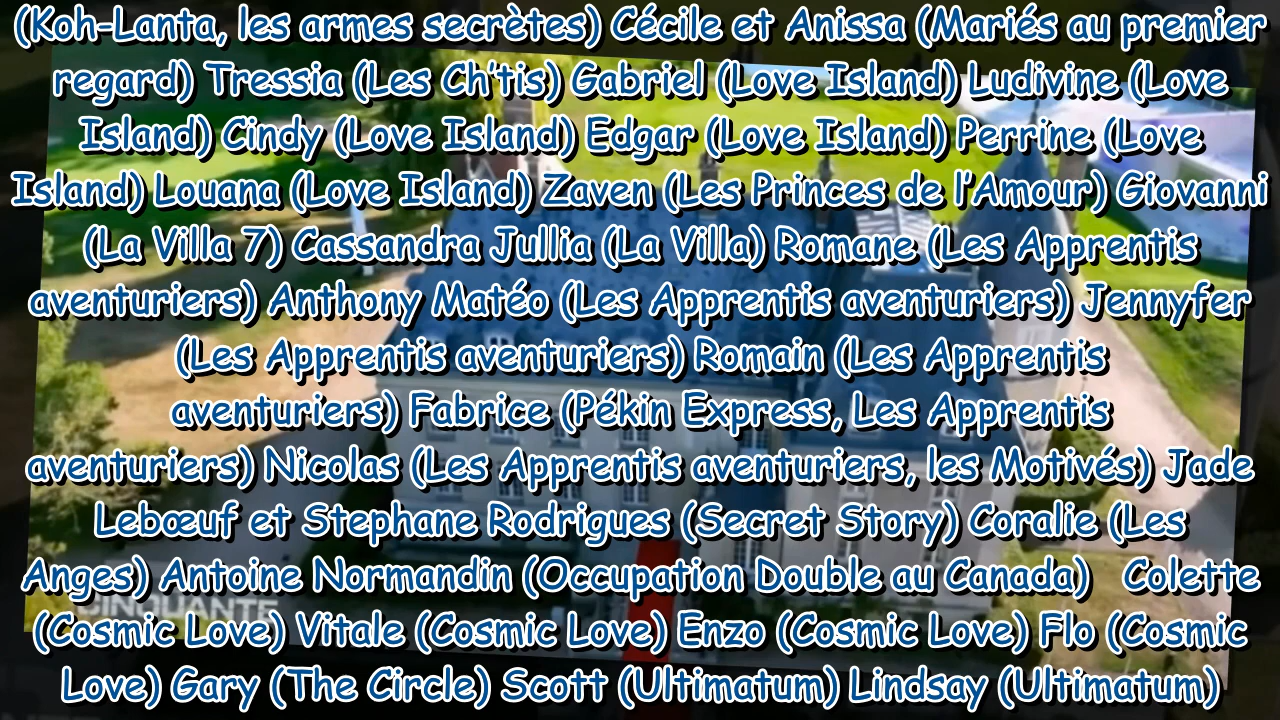 (Koh-Lanta, les armes secrètes) Cécile et Anissa (Mariés au premier
regard) Tressia (Les Ch'tis) Gabriel (Love Island) Ludivine (Love
Island) Cindy (Love Island) Edgar (Love Island) Perrine (Love
Island) Louana (Love Island) Zaven (Les Princes de l'Amour) Giovanni
(La Villa 7) Cassandra Jullia (La Villa) Romane (Les Apprentis
aventuriers) Anthony Matéo (Les Apprentis aventuriers) Jennyfer
(Les Apprentis aventuriers) Romain (Les Apprentis
aventuriers) Fabrice (Pékin Express, Les Apprentis
aventuriers) Nicolas (Les Apprentis aventuriers, les Motivés) Jade
Lebœuf et Stephane Rodrigues (Secret Story) Coralie (Les
Anges) Antoine Normandin (Occupation Double au Canada) Colette
CINQUANTE
(Cosmic Love) Vitale (Cosmic Love) Enzo (Cosmic Love) Flo (Cosmic
Love) Gary (The Circle) Scott (Ultimatum) Lindsay (Ultimatum)